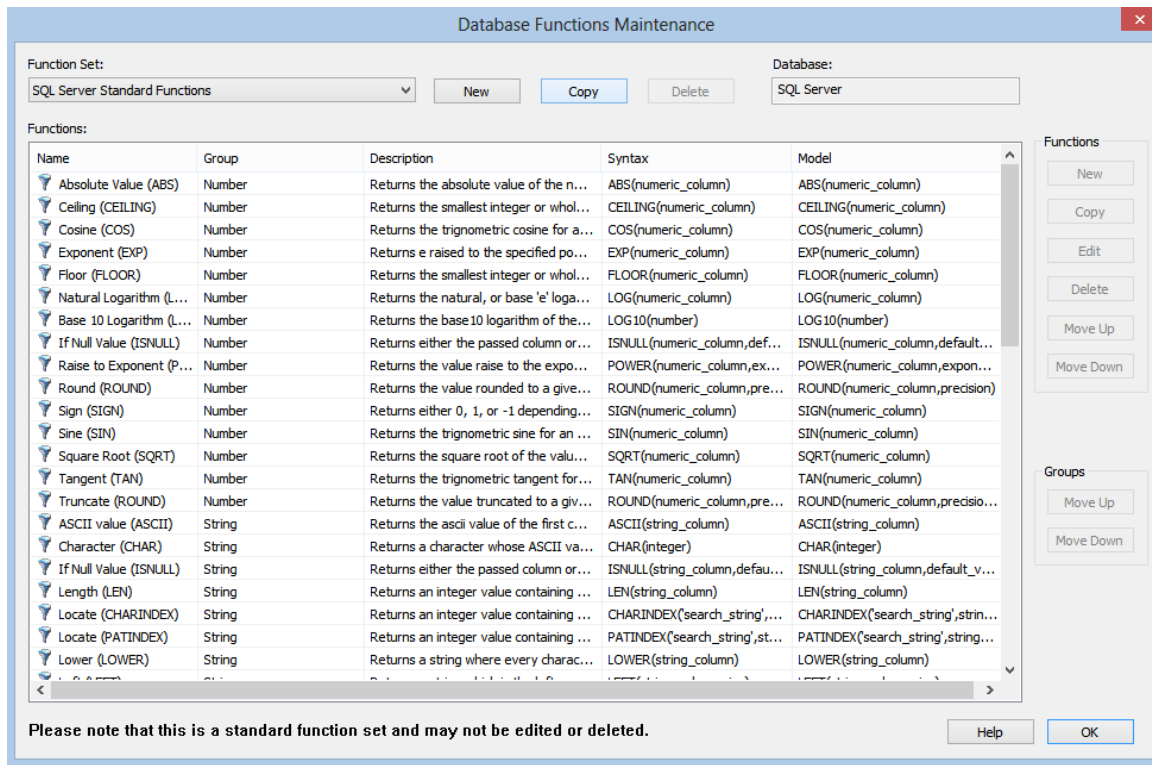 Database Functions Maintenance
Function Set:
Database:
SQL Server Standard Functions
New
Copy
Delete
SQL Server
Functions:
Name Group Description Syntax Model
Absolute Value (ABS) Number Returns the absolute value of the n... ABS(numeric_column) ABS(numeric_column)
Ceiling (CEILING) Number Returns the smallest integer or whol... CEILING(numeric_column) CEILING(numeric_column)
Cosine (COS) Number Returns the trignometric cosine for a... COS(numeric_column) COS(numeric_column)
Exponent (EXP) Number Returns e raised to the specified po... EXP(numeric_column) EXP(numeric_column)
Floor (FLOOR) Number Returns the smallest integer or whol... FLOOR(numeric_column) FLOOR(numeric_column)
Natural Logarithm (L... Number Returns the natural, or base 'e' loga... LOG(numeric_column) LOG(numeric_column)
Base 10 Logarithm (L... Number Returns the base10 logarithm of the... LOG10(number) LOG10(numeric_column)
If Null Value (ISNULL) Number Returns either the passed column or... ISNULL(numeric_column,def... ISNULL(numeric_column,default...
Raise to Exponent (P... Number Returns the value raise to the expo... POWER(numeric_column,ex... POWER(numeric_column,expon...
Round (ROUND) Number Returns the value rounded to a give... ROUND(numeric_column,pre... ROUND(numeric_column,precision)
Sign (SIGN) Number Returns either 0, 1, or -1 depending... SIGN(numeric_column) SIGN(numeric_column)
Sine (SIN) Number Returns the trignometric sine for an ... SIN(numeric_column) SIN(numeric_column)
Square Root (SQRT) Number Returns the square root of the valu... SQRT(numeric_column) SQRT(numeric_column)
Tangent (TAN) Number Returns the trignometric tangent for... TAN(numeric_column) TAN(numeric_column)
Truncate (ROUND) Number Returns the value truncated to a giv... ROUND(numeric_column,pre... ROUND(numeric_column,precisio...
ASCII value (ASCII) String Returns the ascii value of the first c... ASCII(string_column) ASCII(string_column)
Character (CHAR) String Returns a character whose ASCII va... CHAR(integer) CHAR(integer)
If Null Value (ISNULL) String Returns either the passed column or... ISNULL(string_column,defau... ISNULL(string_column,default_v...
Length (LEN) String Returns an integer value containing ... LEN(string_column) LEN(string_column)
Locate (CHARINDEX) String Returns an integer value containing ... CHARINDEX('search_string',... CHARINDEX('search_string',strin...
Locate (PATINDEX) String Returns an integer value containing ... PATINDEX('search_string',st... PATINDEX('search_string',string...
Lower (LOWER) String Returns a string where every charac... LOWER(string_column) LOWER(string_column)
Functions
New
Copy
Edit
Delete
Move Up
Move Down
Groups
Move Up
Move Down
Please note that this is a standard function set and may not be edited or deleted.
Help
OK